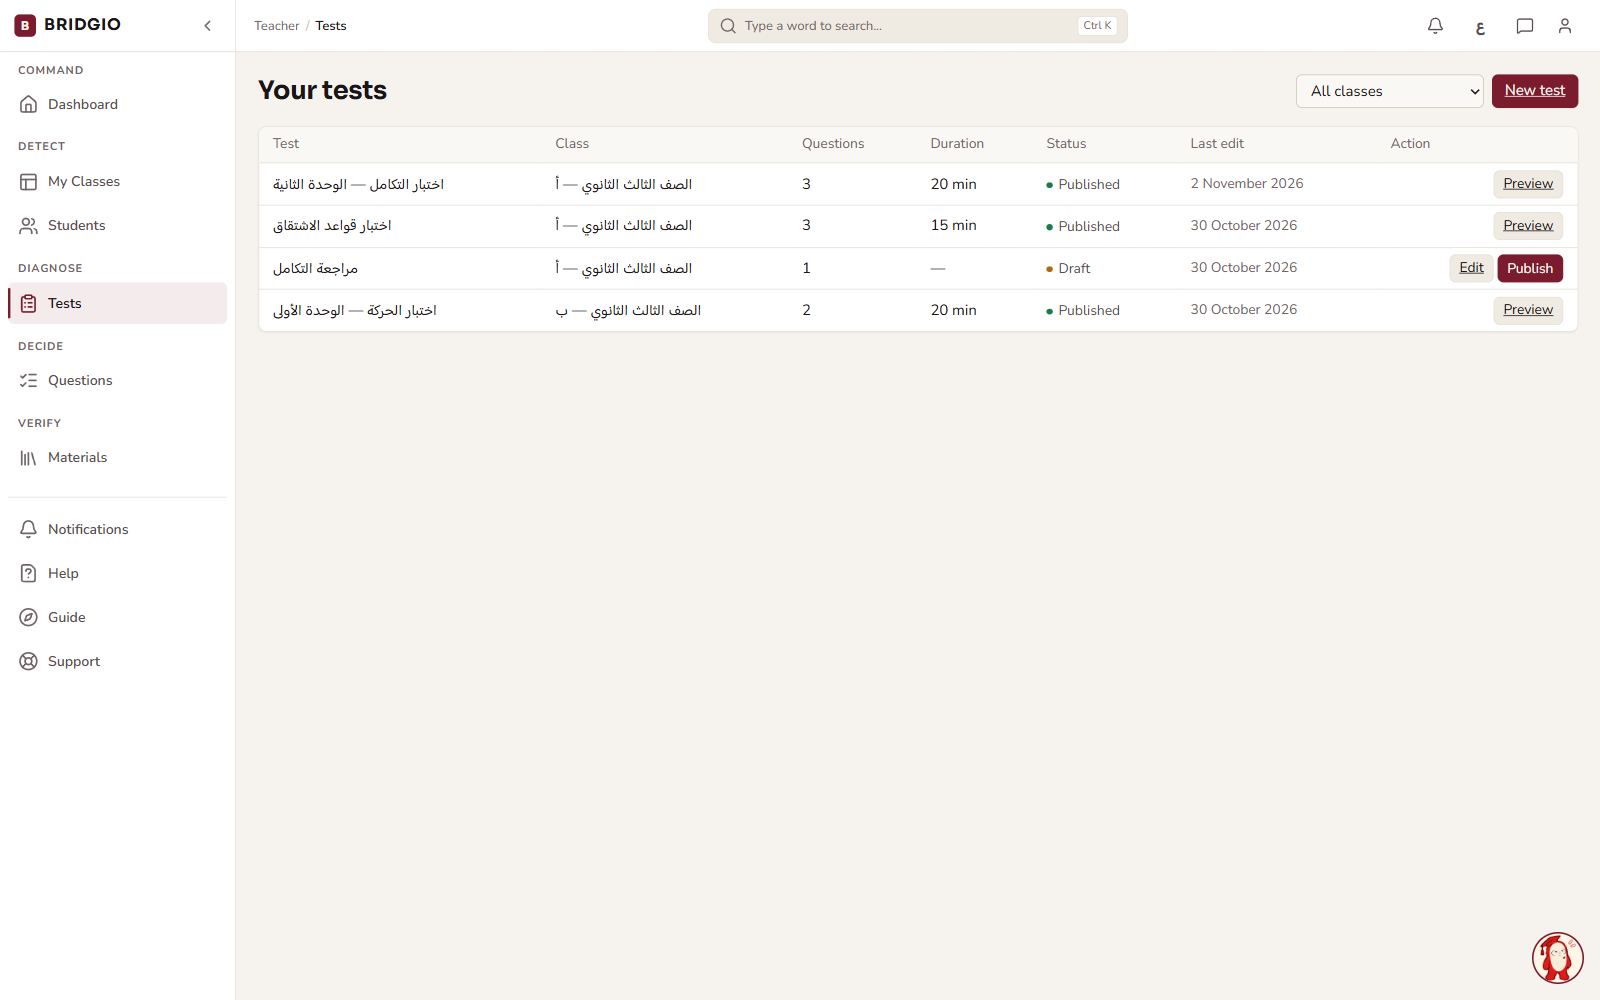 B BRIDGIO
Teacher / Tests
Type a word to search...
Ctrl K
ع
COMMAND
Dashboard
DETECT
My Classes
Students
DIAGNOSE
Tests
DECIDE
Questions
VERIFY
Materials
Notifications
Help
Guide
Support
Your tests
All classes
New test
Test Class Questions Duration Status Last edit Action
اختبار التكامل — الوحدة الثانية الصف الثالث الثانوي — أ 3 20 min Published 2 November 2026 Preview
اختبار قواعد الاشتقاق الصف الثالث الثانوي — أ 3 15 min Published 30 October 2026 Preview
مراجعة التكامل الصف الثالث الثانوي — أ 1 — Draft 30 October 2026 Edit Publish
اختبار الحركة — الوحدة الأولى الصف الثالث الثانوي — ب 2 20 min Published 30 October 2026 Preview